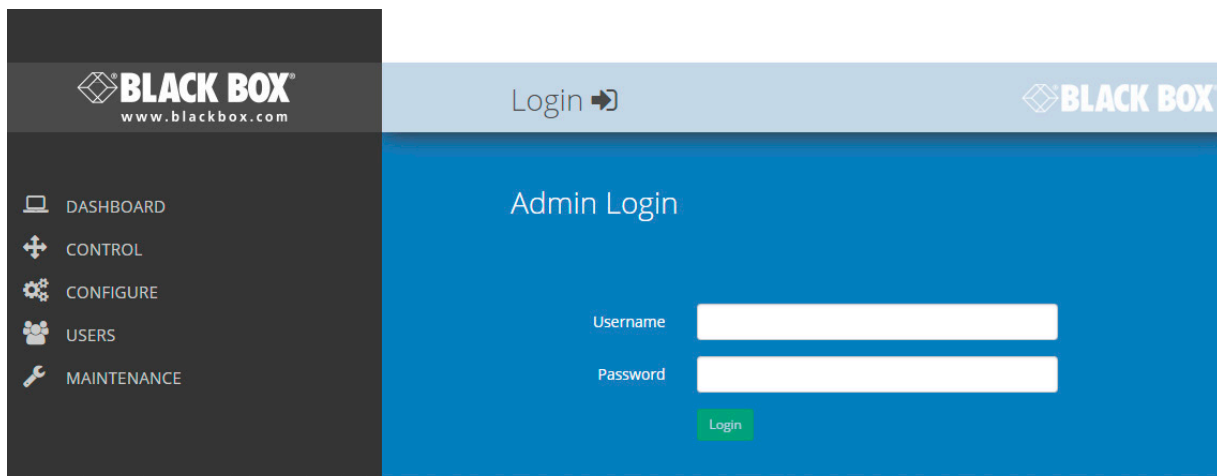 BLACK BOX®
www.blackbox.com
Login
BLACK BOX
DASHBOARD
CONTROL
CONFIGURE
USERS
MAINTENANCE
Admin Login
Username
Password
Login